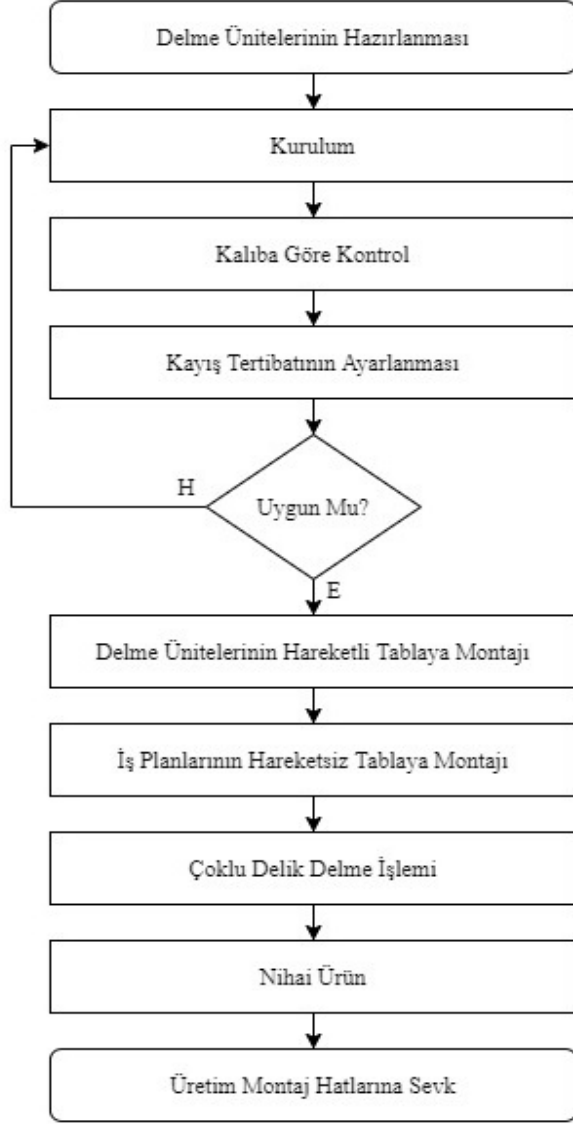 Delme Ünitelerinin Hazırlanması
Kurulum
Kalıba Göre Kontrol
Kayış Tertibatının Ayarlanması
H
Uygun Mu?
E
Delme Ünitelerinin Hareketli Tablaya Montajı
İş Planlarının Hareketsiz Tablaya Montajı
Çoklu Delik Delme İşlemi
Nihai Ürün
Üretim Montaj Hatlarına Sevk